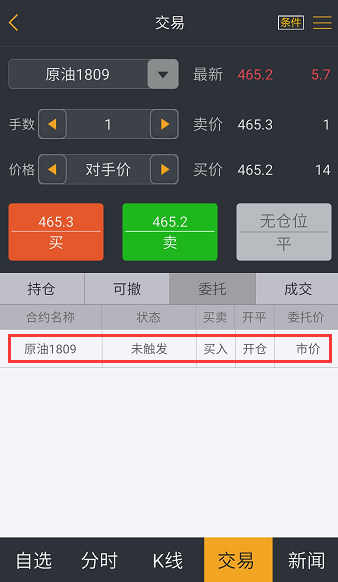 交易 条件
原油1809 最新 465.2 5.7
手数 1 卖价 465.3 1
价格 对手价 买价 465.2 14
465.3 465.2 无仓位
买 卖 平
持仓 可撤 委托 成交
合约名称 状态 买卖 开平 委托价
原油1809 未触发 买入 开仓 市价
自选 分时 K线 交易 新闻